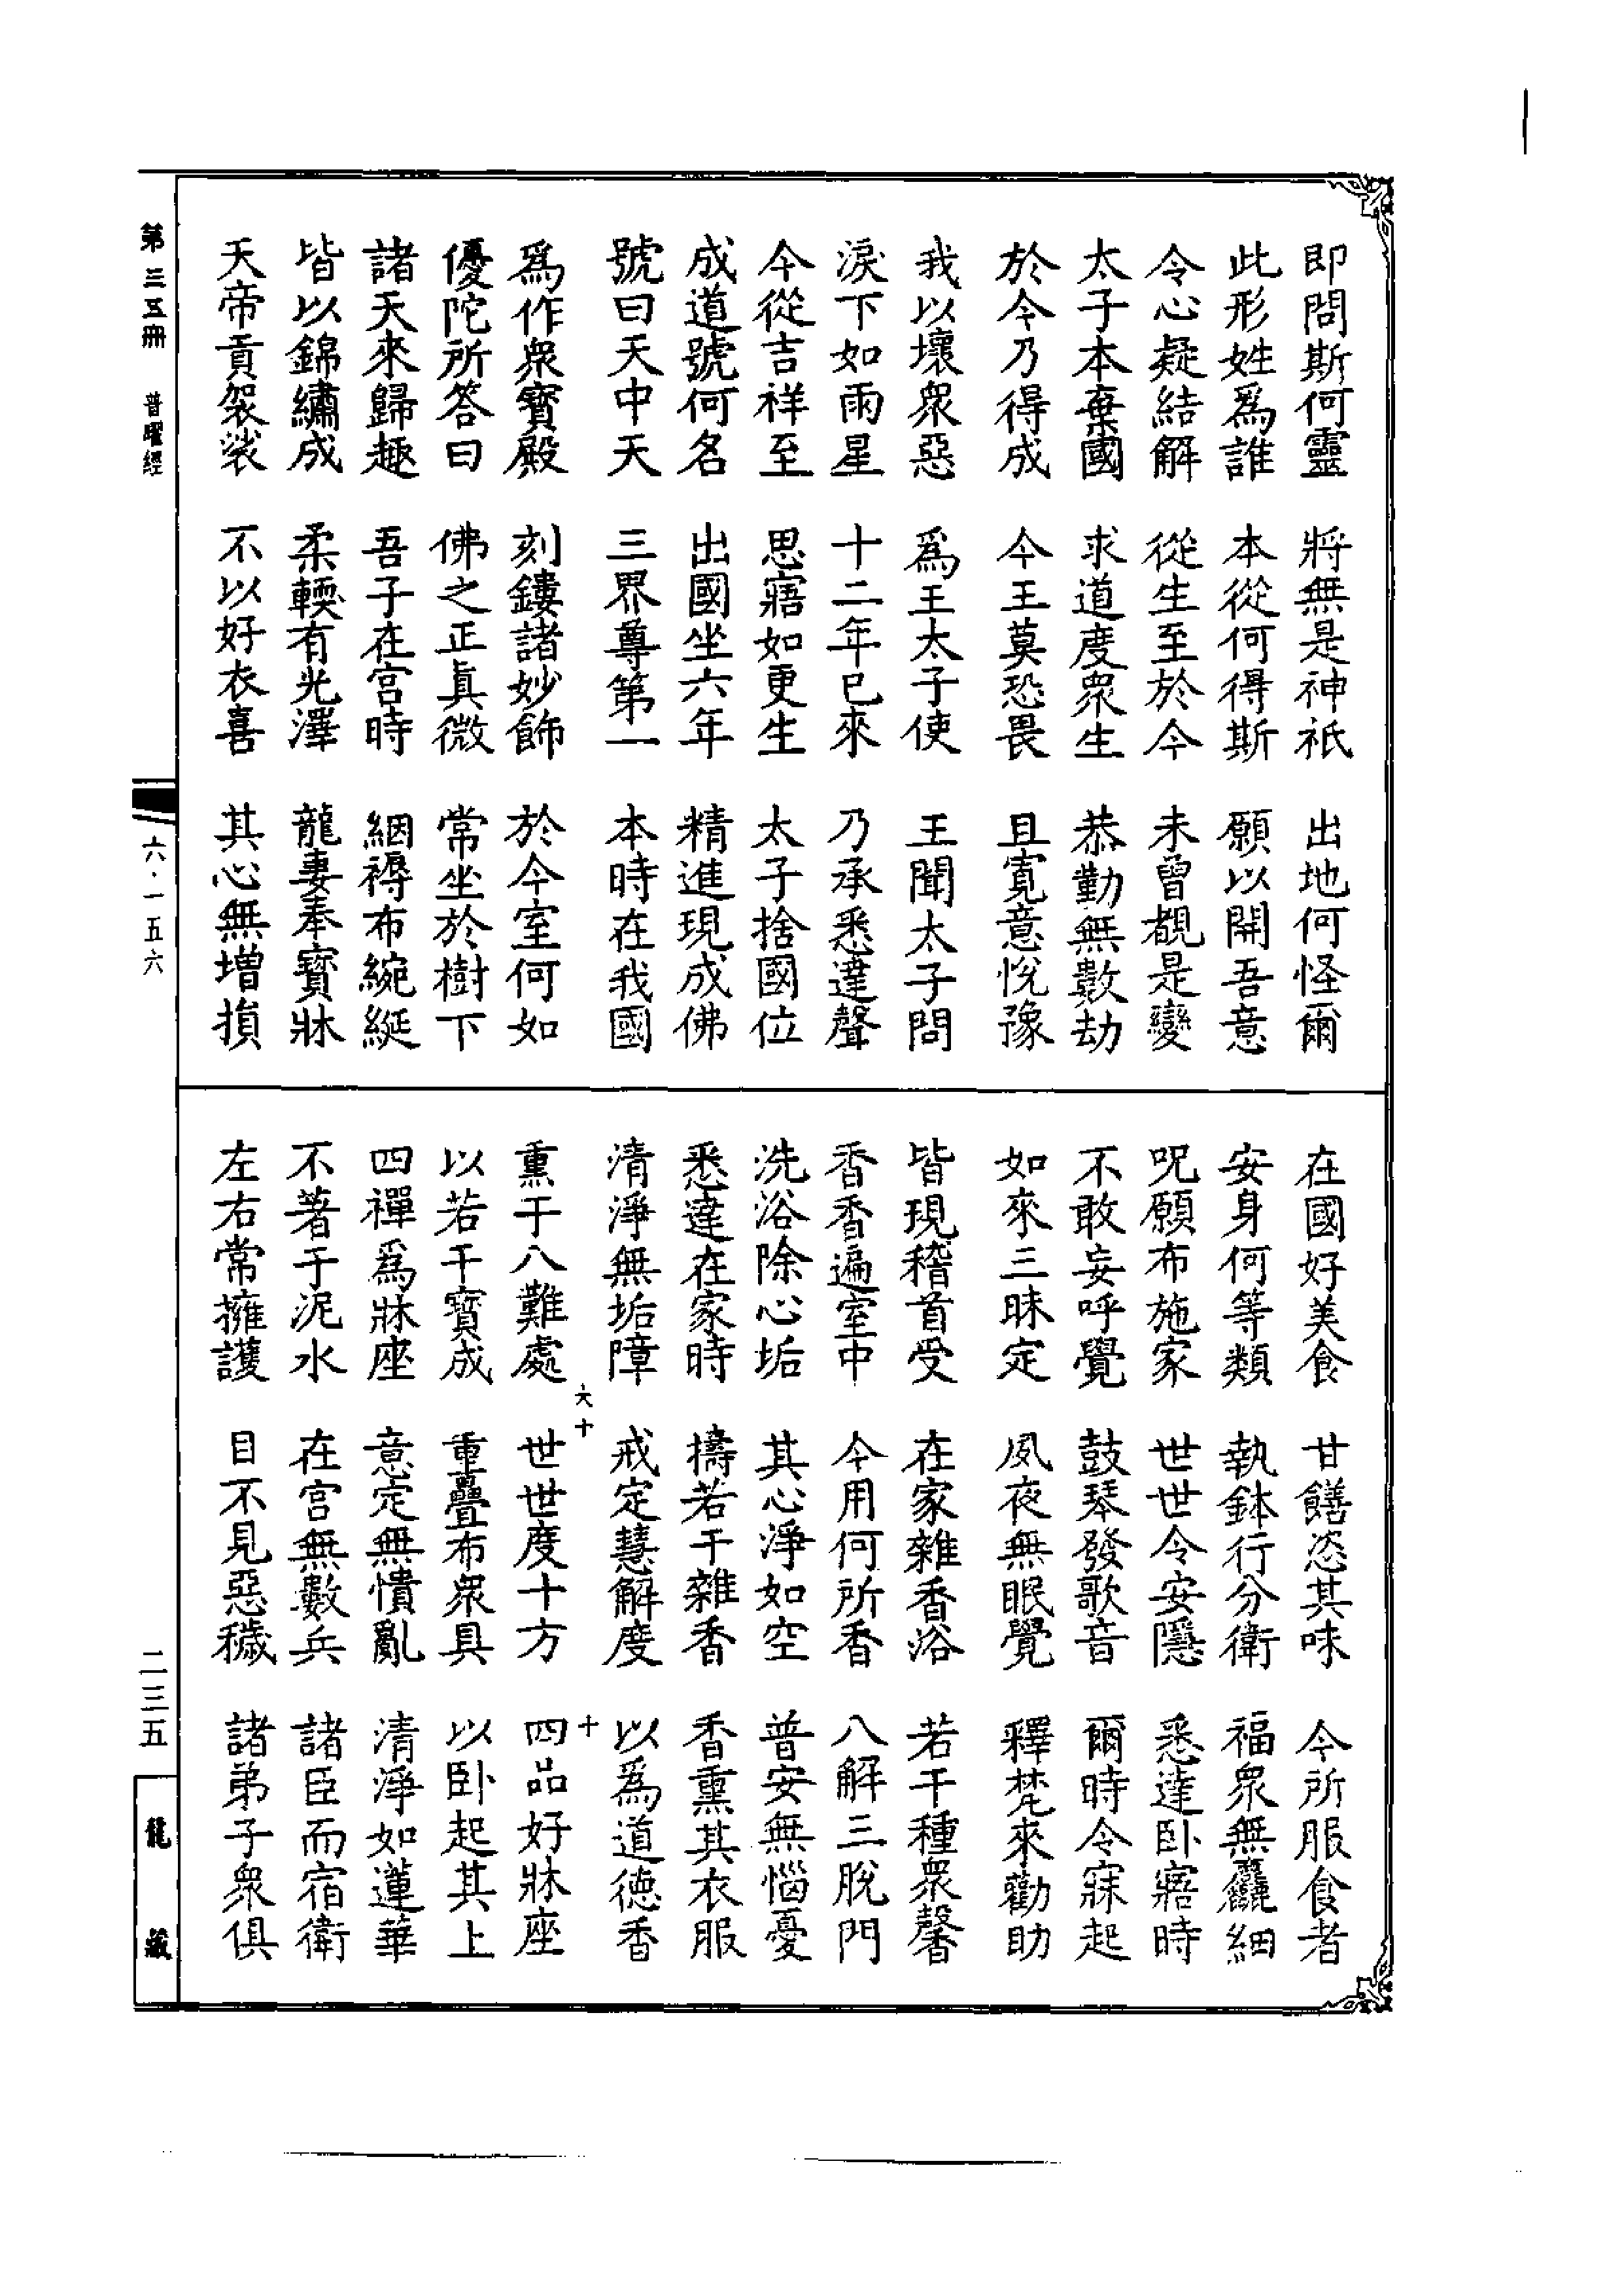 即問斯何靈　將無是神祇　出地何怪爾
此形姓爲誰　本從何得斯　願以開吾意
令心疑結解　從生至於今　未曾覩是變
太子本棄國　求道度衆生　恭勤無數劫
於今乃得成　今王莫恐畏　且寬意悅豫
我以壞衆惡　爲王太子使　王聞太子問
淚下如雨星　十二年已來　乃承悉達聲
今從吉祥至　思寤如更生　太子捨國位
成道號何名　出國坐六年　精進現成佛
號曰天中天　三界尊第一　本時在我國
爲作衆寶殿　刻鏤諸妙飾　於今室何如
優陀所答曰　佛之正眞微　常坐於樹下
諸天來歸趣　吾子在宮時　絪褥布綩綖
皆以錦繡成　柔輭有光澤　龍妻奉寶牀
天帝貢袈裟　不以好衣喜　其心無增損
在國好美食　甘饍恣其味　今所服食者
安身何等類　執鉢行分衛　福衆無麤細
呪願布施家　世世令安隱　悉達臥寤時
不敢妄呼覺　鼓琴發歌音　爾時令寐起
如來三昧定　夙夜無眠覺　釋梵來勸助
皆現稽首受　在家雜香浴　若干種衆馨
香香遍室中　今用何所香　八解三脫門
洗浴除心垢　其心淨如空　普安無惱憂
悉達在家時　擣若干雜香　香熏其衣服
清淨無垢障　戒定慧解度　以爲道德香
六十　十
熏于八難處　世世度十方　四品好牀座
以若干寶成　重疊布衆具　以臥起其上
四禪爲牀座　意定無憒亂　清淨如蓮華
不著于泥水　在宮無數兵　諸臣而宿衛
左右常擁護　目不見惡穢　諸弟子衆俱
第三五冊　普曜經　六·一五六　二三五　龍藏